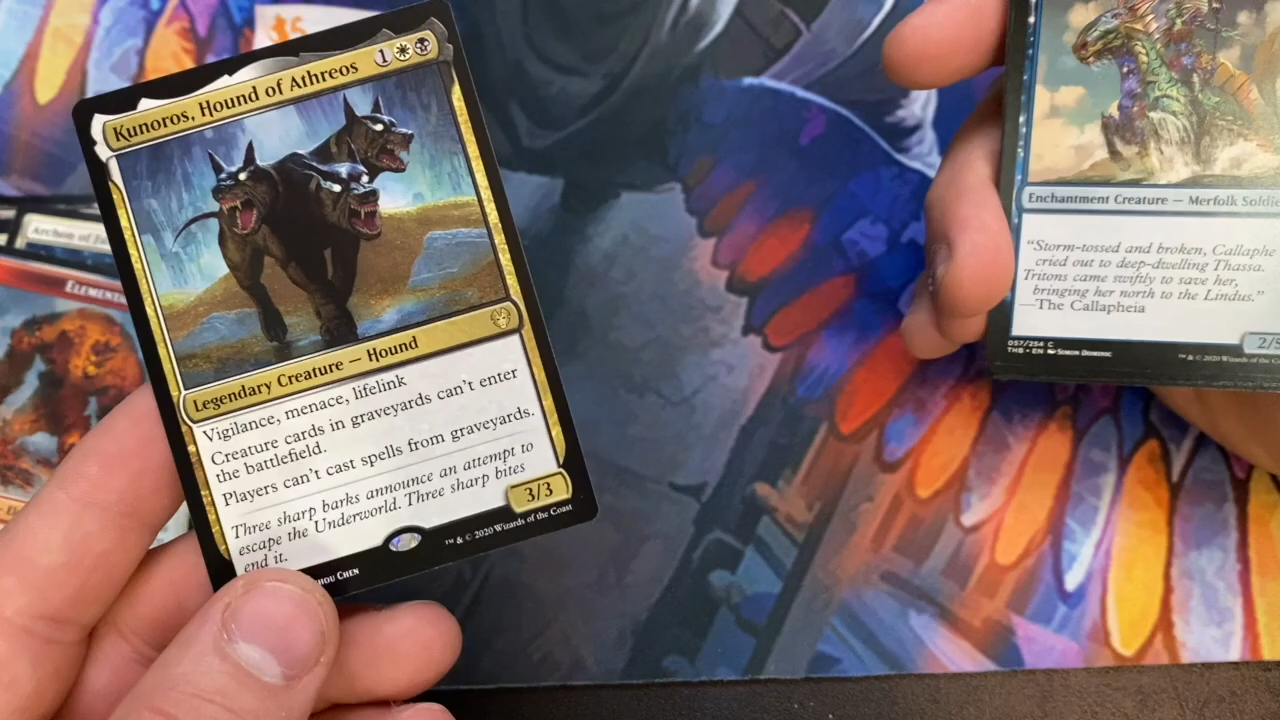 Kunoros, Hound of Athreos
1
Legendary Creature — Hound
Vigilance, menace, lifelink
Creature cards in graveyards can't enter
the battlefield.
Players can't cast spells from graveyards.
Three sharp barks announce an attempt to
escape the Underworld. Three sharp bites
end it.
3/3
™ & © 2020 Wizards of the Coast
Chen
Archon of
Enchantment Creature — Merfolk
"Storm-tossed and broken, Callaphe
cried out to deep-dwelling Thassa.
Tritons came swiftly to save her,
bringing her north to the Lindus."
—The Callapheia
057/254 C
THB • EN Simon Dominic
™ & © 2020 Wizards of the